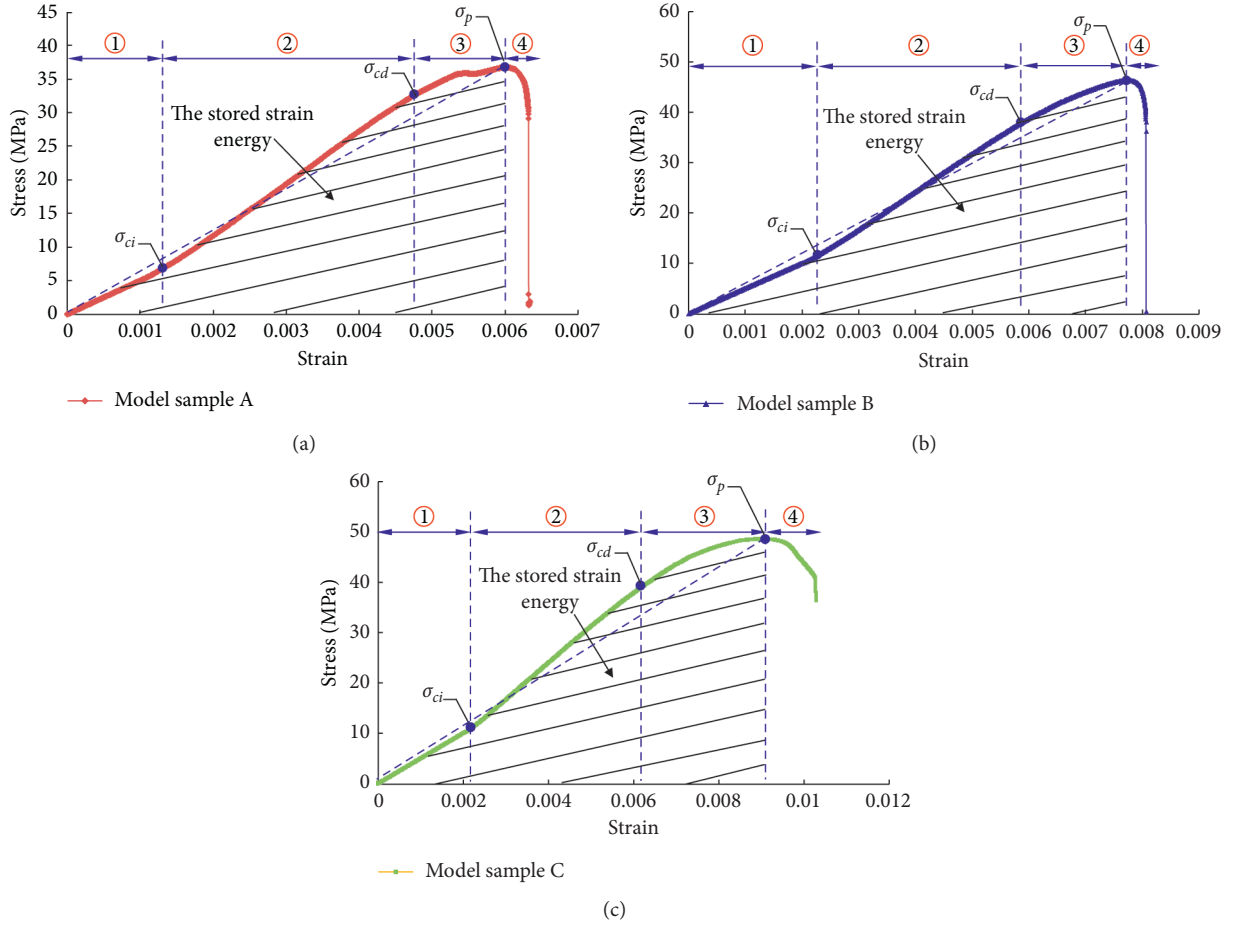 45
40
35
30
25
20
15
10
5
0
Stress (MPa)
① ② ③ ④
σp
σcd
σci
The stored strain
energy
0 0.001 0.002 0.003 0.004 0.005 0.006 0.007
Strain
Model sample A
(a)
60
50
40
30
20
10
0
Stress (MPa)
① ② ③ ④
σp
σcd
σci
The stored strain
energy
0 0.001 0.002 0.003 0.004 0.005 0.006 0.007 0.008 0.009
Strain
Model sample B
(b)
60
50
40
30
20
10
0
Stress (MPa)
① ② ③ ④
σp
σcd
σci
The stored strain
energy
0 0.002 0.004 0.006 0.008 0.01 0.012
Strain
Model sample C
(c)